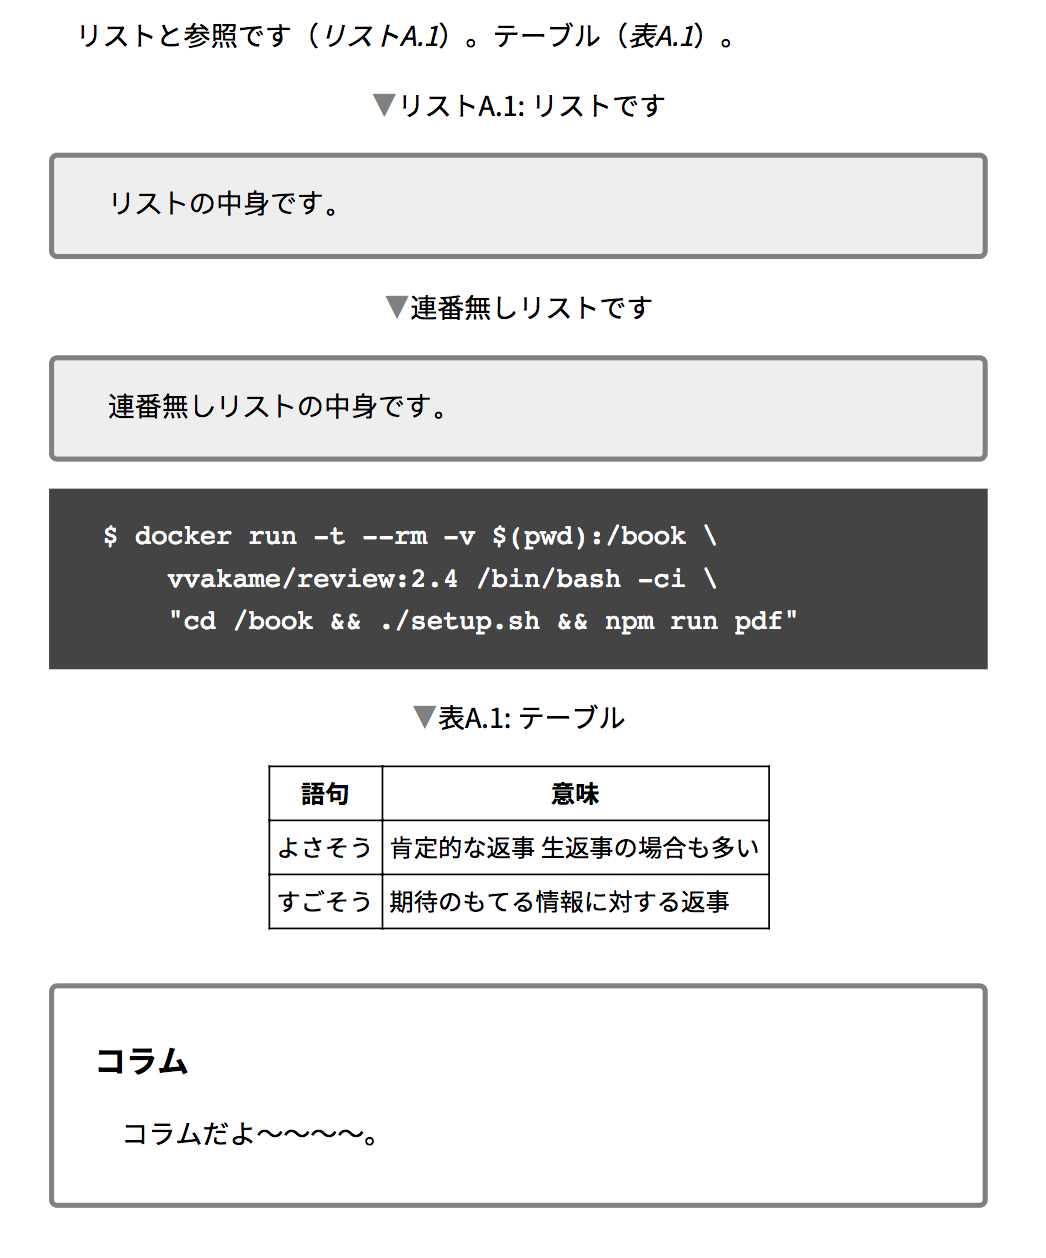 リストと参照です（リストA.1）。テーブル（表A.1）。
▼リストA.1: リストです
リストの中身です。
▼連番無しリストです
連番無しリストの中身です。
$ docker run -t --rm -v $(pwd):/book \
vvakame/review:2.4 /bin/bash -ci \
"cd /book && ./setup.sh && npm run pdf"
▼表A.1: テーブル
語句 意味
よさそう 肯定的な返事 生返事の場合も多い
すごそう 期待のもてる情報に対する返事
コラム
コラムだよ〜〜〜〜。